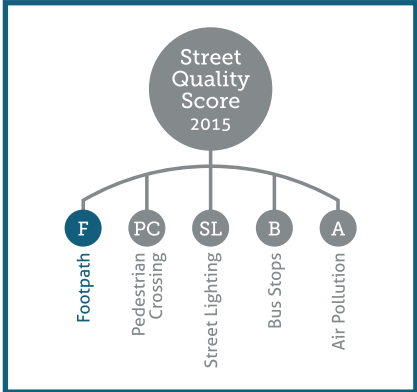 Street
Quality
Score
2015
F
PC
SL
B
A
Footpath
Pedestrian
Crossing
Street Lighting
Bus Stops
Air Pollution